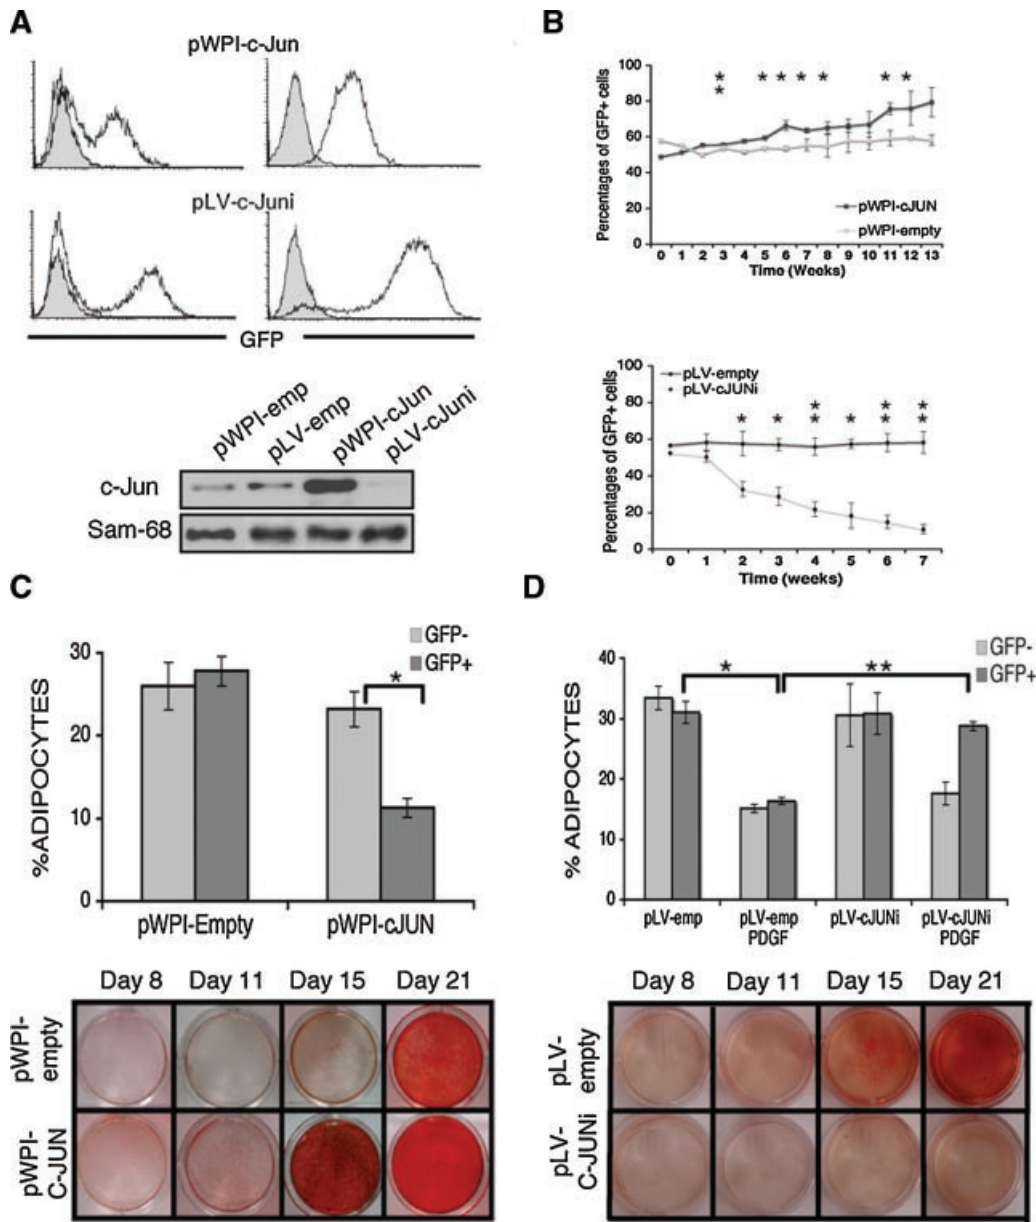 A
pWPI-c-Jun
pLV-c-Juni
GFP
pWPI-emp
pLV-emp
pWPI-cJun
pLV-cJuni
c-Jun
Sam-68
B
Percentages of GFP+ cells
100
80
60
40
20
0
** * * * * * *
pWPI-cJUN
pWPI-empty
0 1 2 3 4 5 6 7 8 9 10 11 12 13
Time (Weeks)
Percentages of GFP+ cells
pLV-empty
pLV-cJUNi
100
80
60
40
20
0
* * ** * ** **
0 1 2 3 4 5 6 7
Time (weeks)
C
%ADIPOCYTES
30
20
10
0
GFP-
GFP+
*
pWPI-Empty
pWPI-cJUN
Day 8 Day 11 Day 15 Day 21
pWPI-
empty
pWPI-
C-JUN
D
% ADIPOCYTES
40
30
20
10
0
GFP-
GFP+
*
**
pLV-emp
pLV-emp
PDGF
pLV-cJUNi
pLV-cJUNi
PDGF
Day 8 Day 11 Day 15 Day 21
pLV-
empty
pLV-
C-JUNi